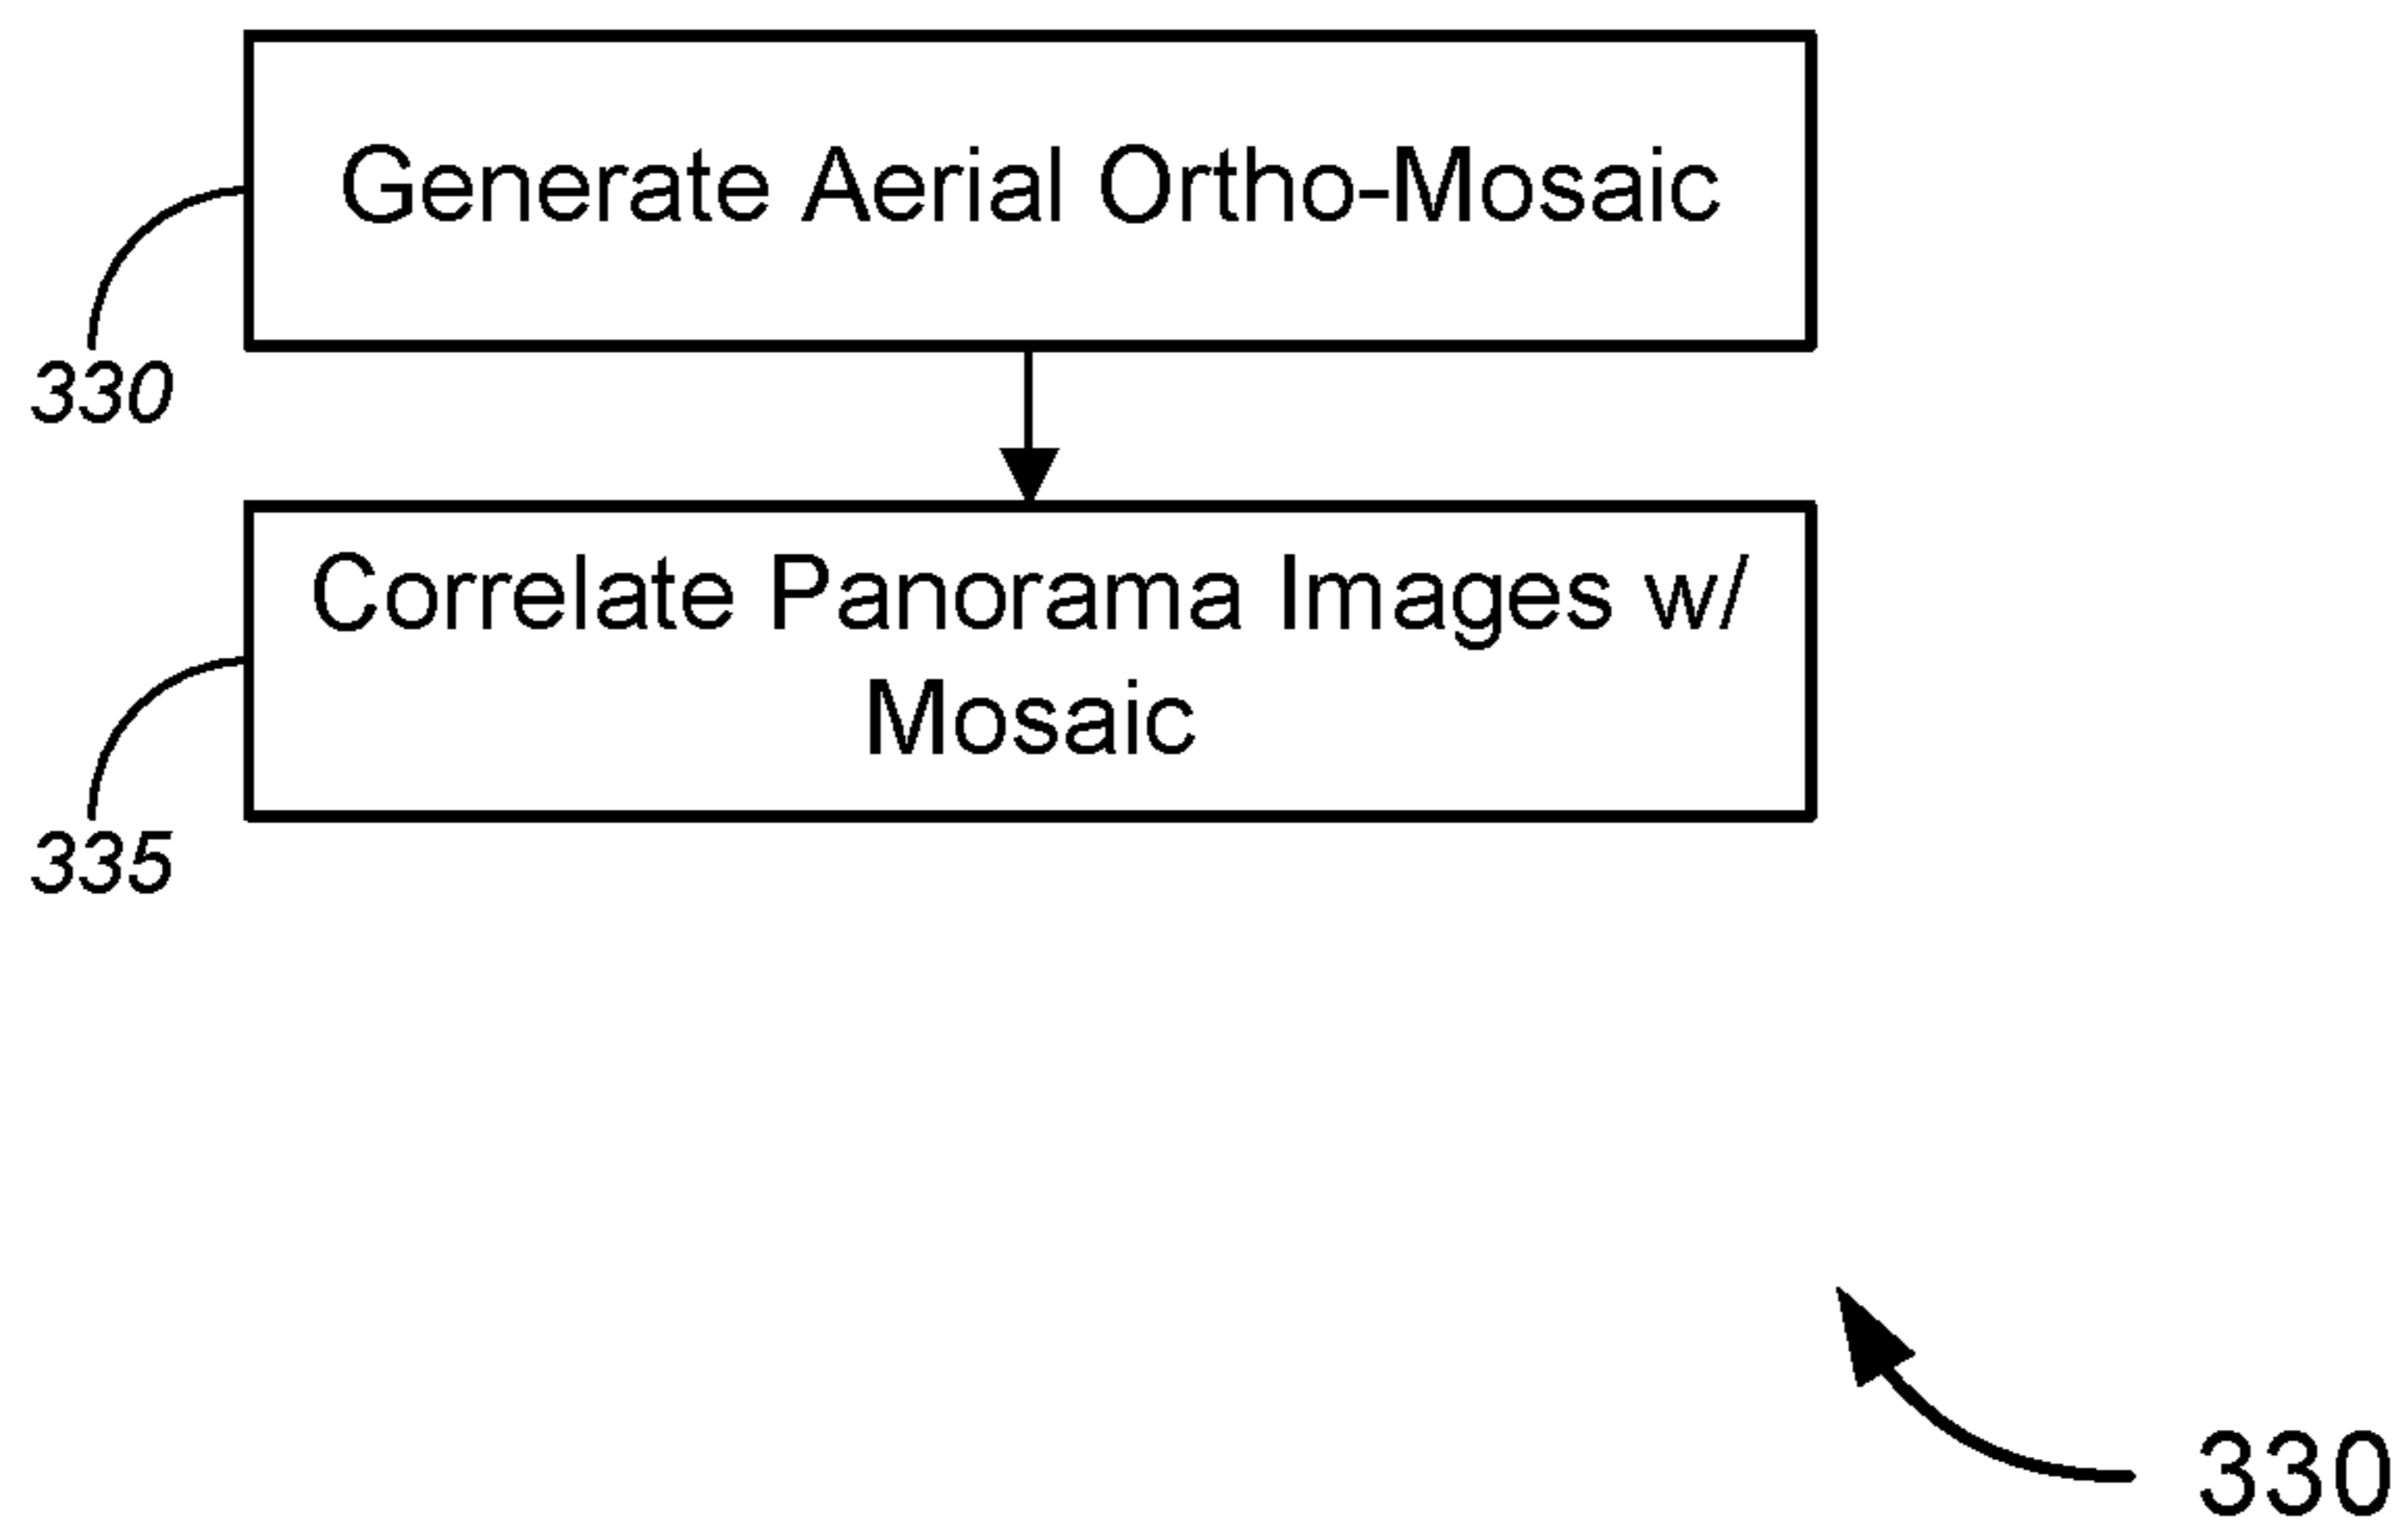 Generate Aerial Ortho-Mosaic
330
Correlate Panorama Images w/
Mosaic
335
330